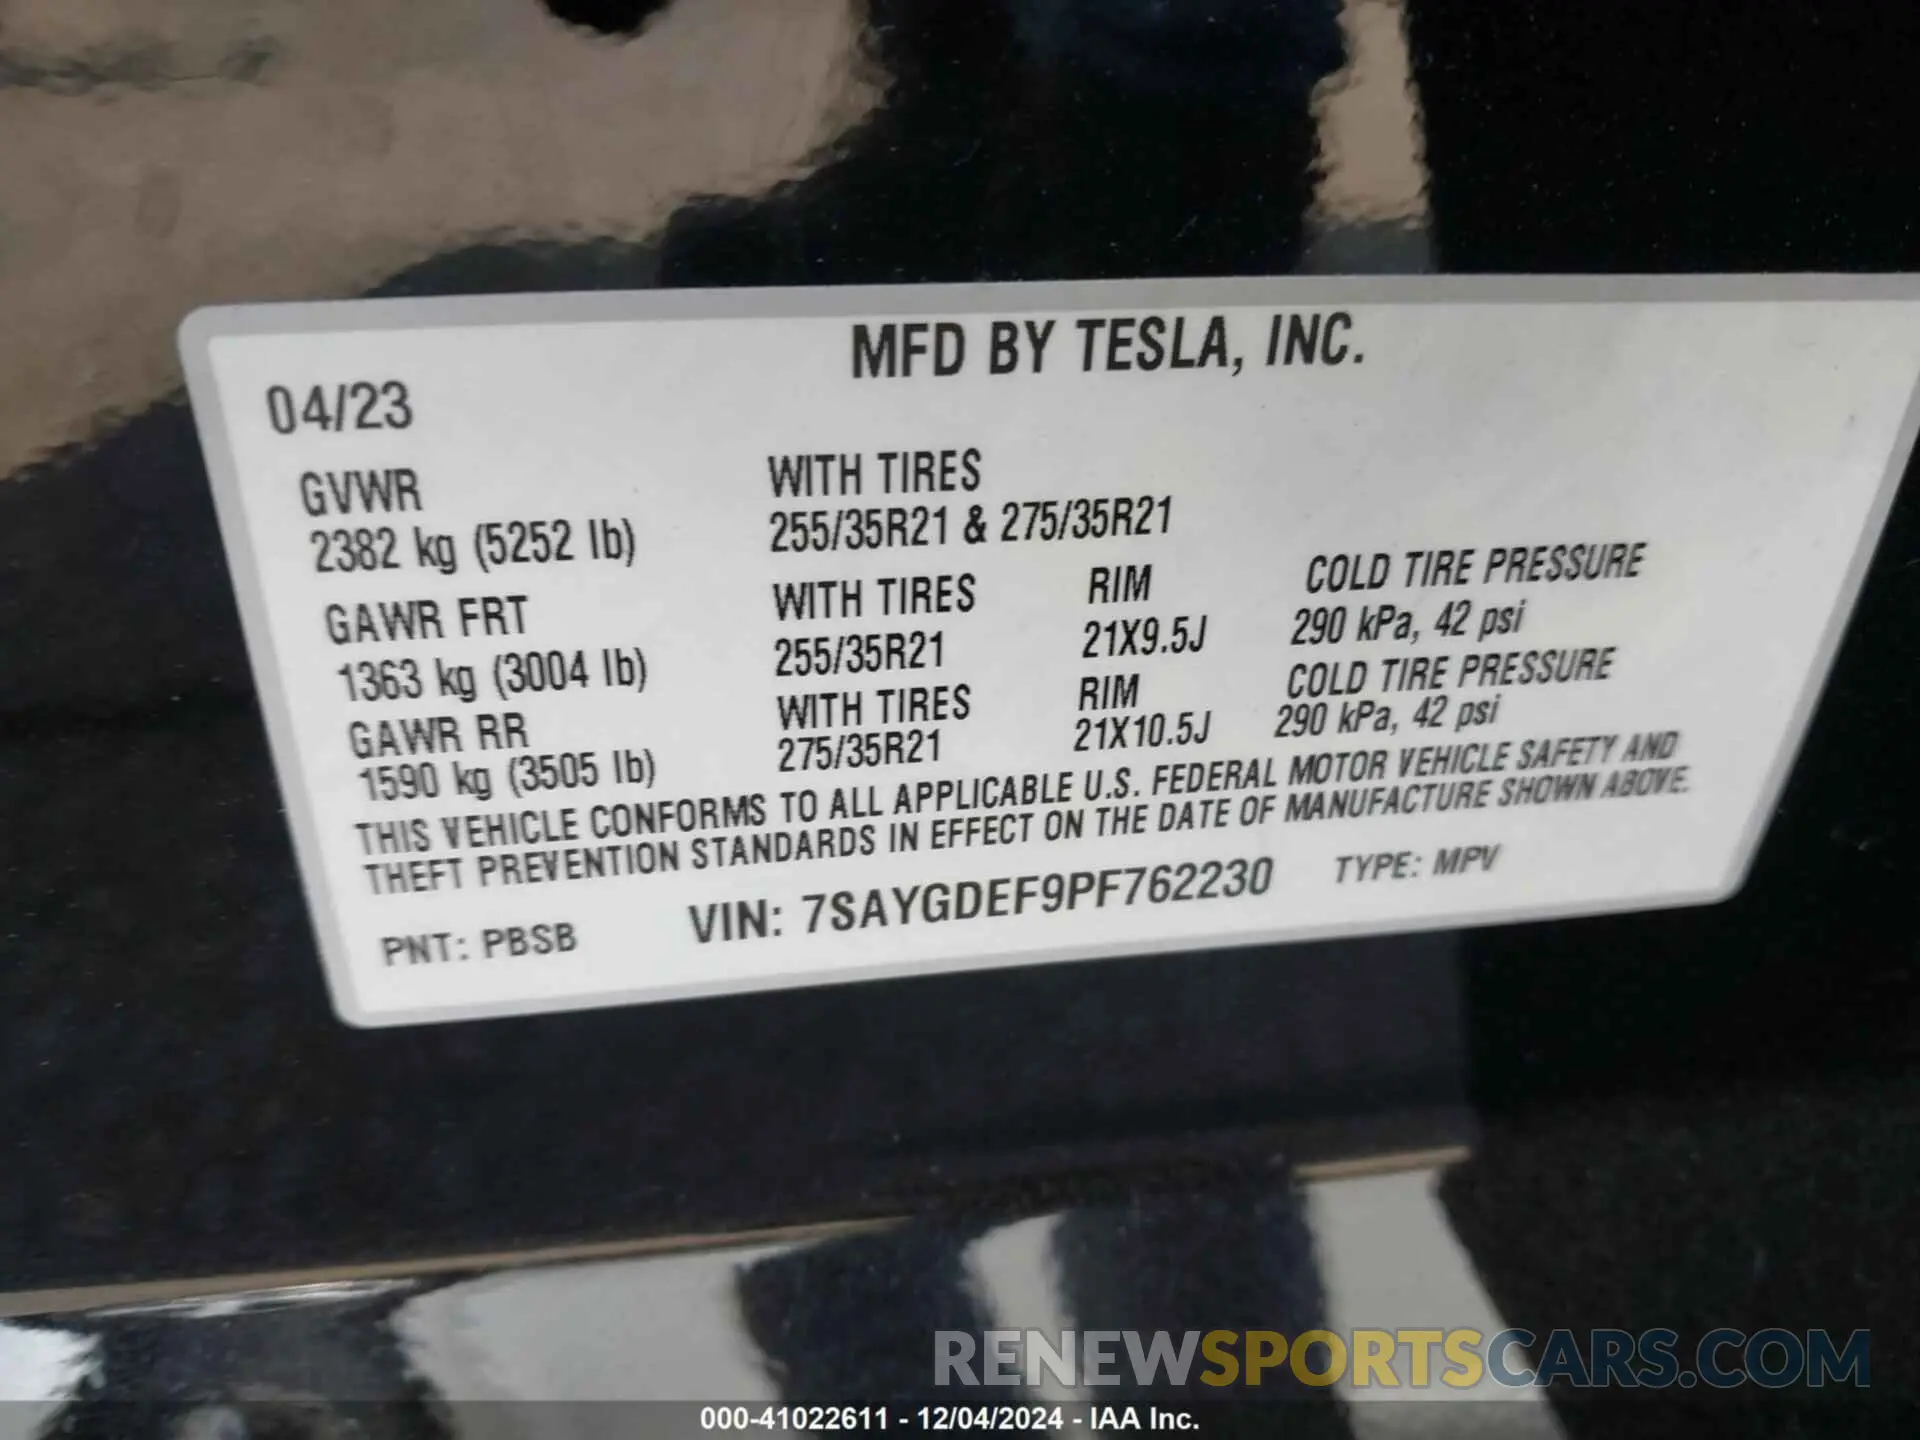 MFD BY TESLA, INC.
04/23
GVWR WITH TIRES
2382 kg (5252 lb) 255/35R21 & 275/35R21
GAWR FRT WITH TIRES RIM COLD TIRE PRESSURE
1363 kg (3004 lb) 255/35R21 21X9.5J 290 kPa, 42 psi
GAWR RR WITH TIRES RIM COLD TIRE PRESSURE
1590 kg (3505 lb) 275/35R21 21X10.5J 290 kPa, 42 psi
THIS VEHICLE CONFORMS TO ALL APPLICABLE U.S. FEDERAL MOTOR VEHICLE SAFETY AND
THEFT PREVENTION STANDARDS IN EFFECT ON THE DATE OF MANUFACTURE SHOWN ABOVE.
PNT: PBSB VIN: 7SAYGDEF9PF762230 TYPE: MPV
RENEWSPORTSCARS.COM
000-41022611 - 12/04/2024 - IAA Inc.